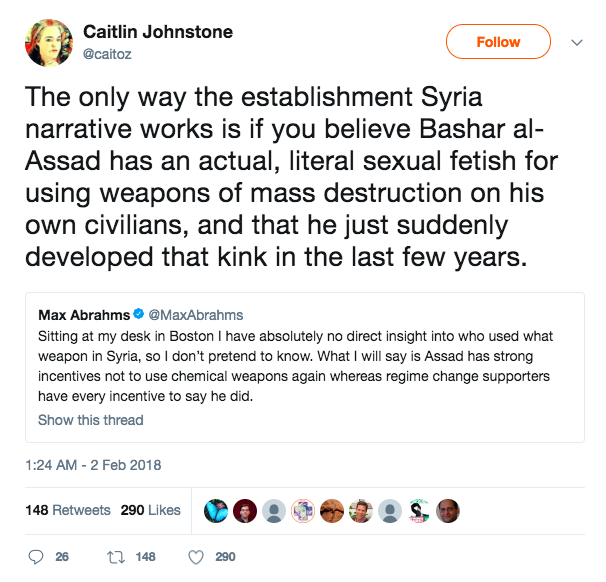 Caitlin Johnstone
@caitoz
Follow
The only way the establishment Syria
narrative works is if you believe Bashar al-
Assad has an actual, literal sexual fetish for
using weapons of mass destruction on his
own civilians, and that he just suddenly
developed that kink in the last few years.
Max Abrahms @MaxAbrahms
Sitting at my desk in Boston I have absolutely no direct insight into who used what
weapon in Syria, so I don't pretend to know. What I will say is Assad has strong
incentives not to use chemical weapons again whereas regime change supporters
have every incentive to say he did.
Show this thread
1:24 AM - 2 Feb 2018
148 Retweets 290 Likes
26 148 290